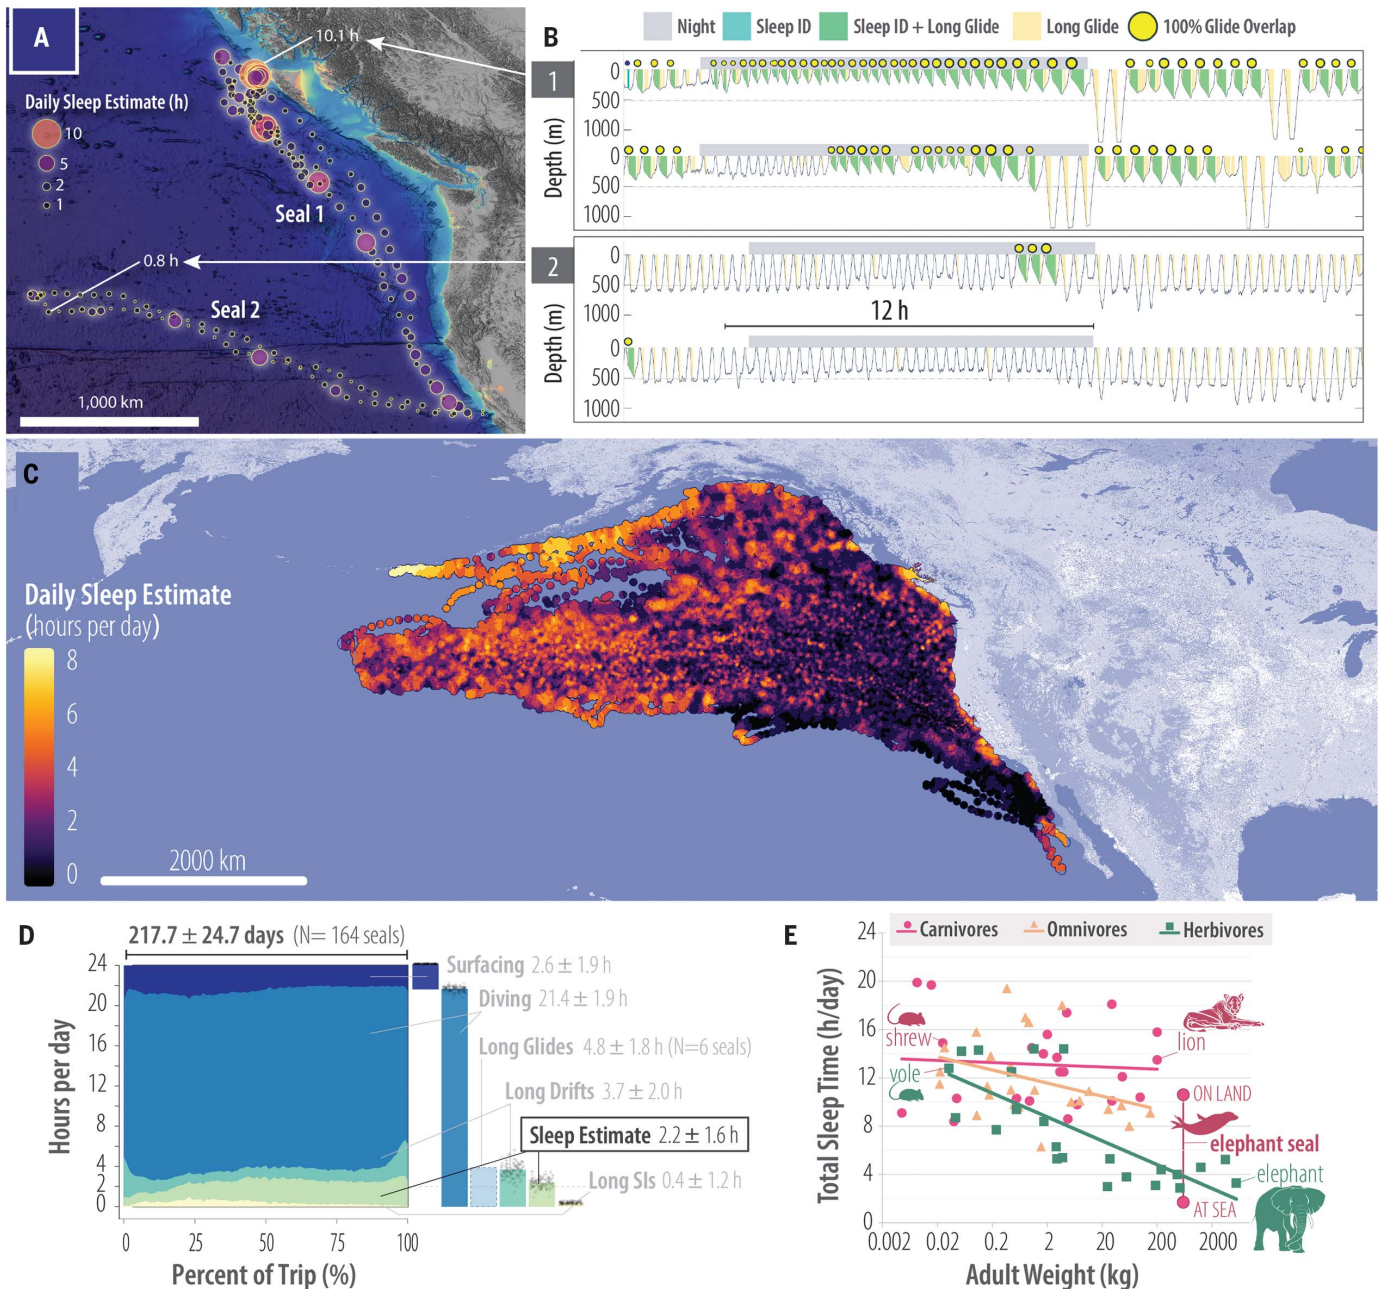 A
10.1 h
Daily Sleep Estimate (h)
10
5
2
1
Seal 1
0.8 h
Seal 2
1,000 km
B
Night
Sleep ID
Sleep ID + Long Glide
Long Glide
100% Glide Overlap
1
Depth (m)
0
500
1000
Depth (m)
0
500
1000
2
Depth (m)
0
500
1000
12 h
Depth (m)
0
500
1000
C
Daily Sleep Estimate
(hours per day)
8
6
4
2
0
2000 km
D
217.7 ± 24.7 days (N= 164 seals)
Hours per day
24
20
16
12
8
4
2
0
Surfacing 2.6 ± 1.9 h
Diving 21.4 ± 1.9 h
Long Glides 4.8 ± 1.8 h (N=6 seals)
Long Drifts 3.7 ± 2.0 h
Sleep Estimate 2.2 ± 1.6 h
Long SIs 0.4 ± 1.2 h
0 25 50 75 100
Percent of Trip (%)
E
Carnivores Omnivores Herbivores
Total Sleep Time (h/day)
24
20
16
12
8
4
0
shrew
lion
vole
ON LAND
elephant seal
elephant
AT SEA
0.002 0.02 0.2 2 20 200 2000
Adult Weight (kg)